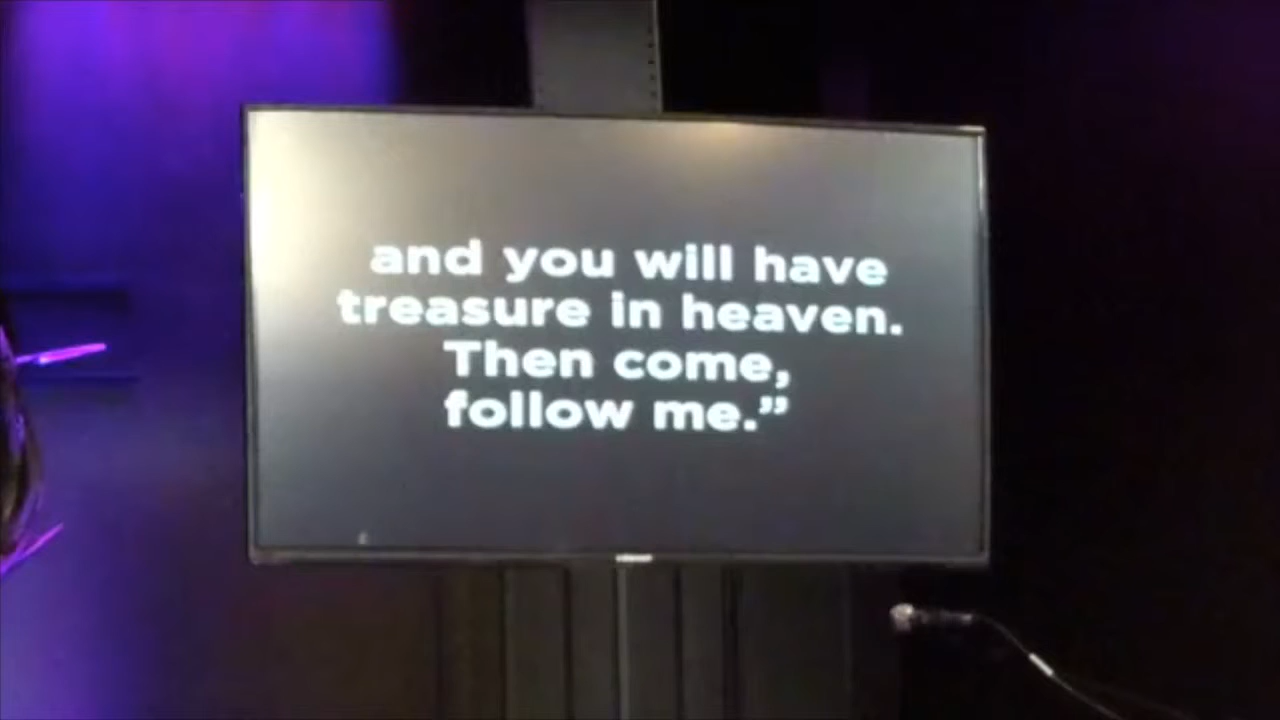 and you will have
treasure in heaven.
Then come,
follow me.”